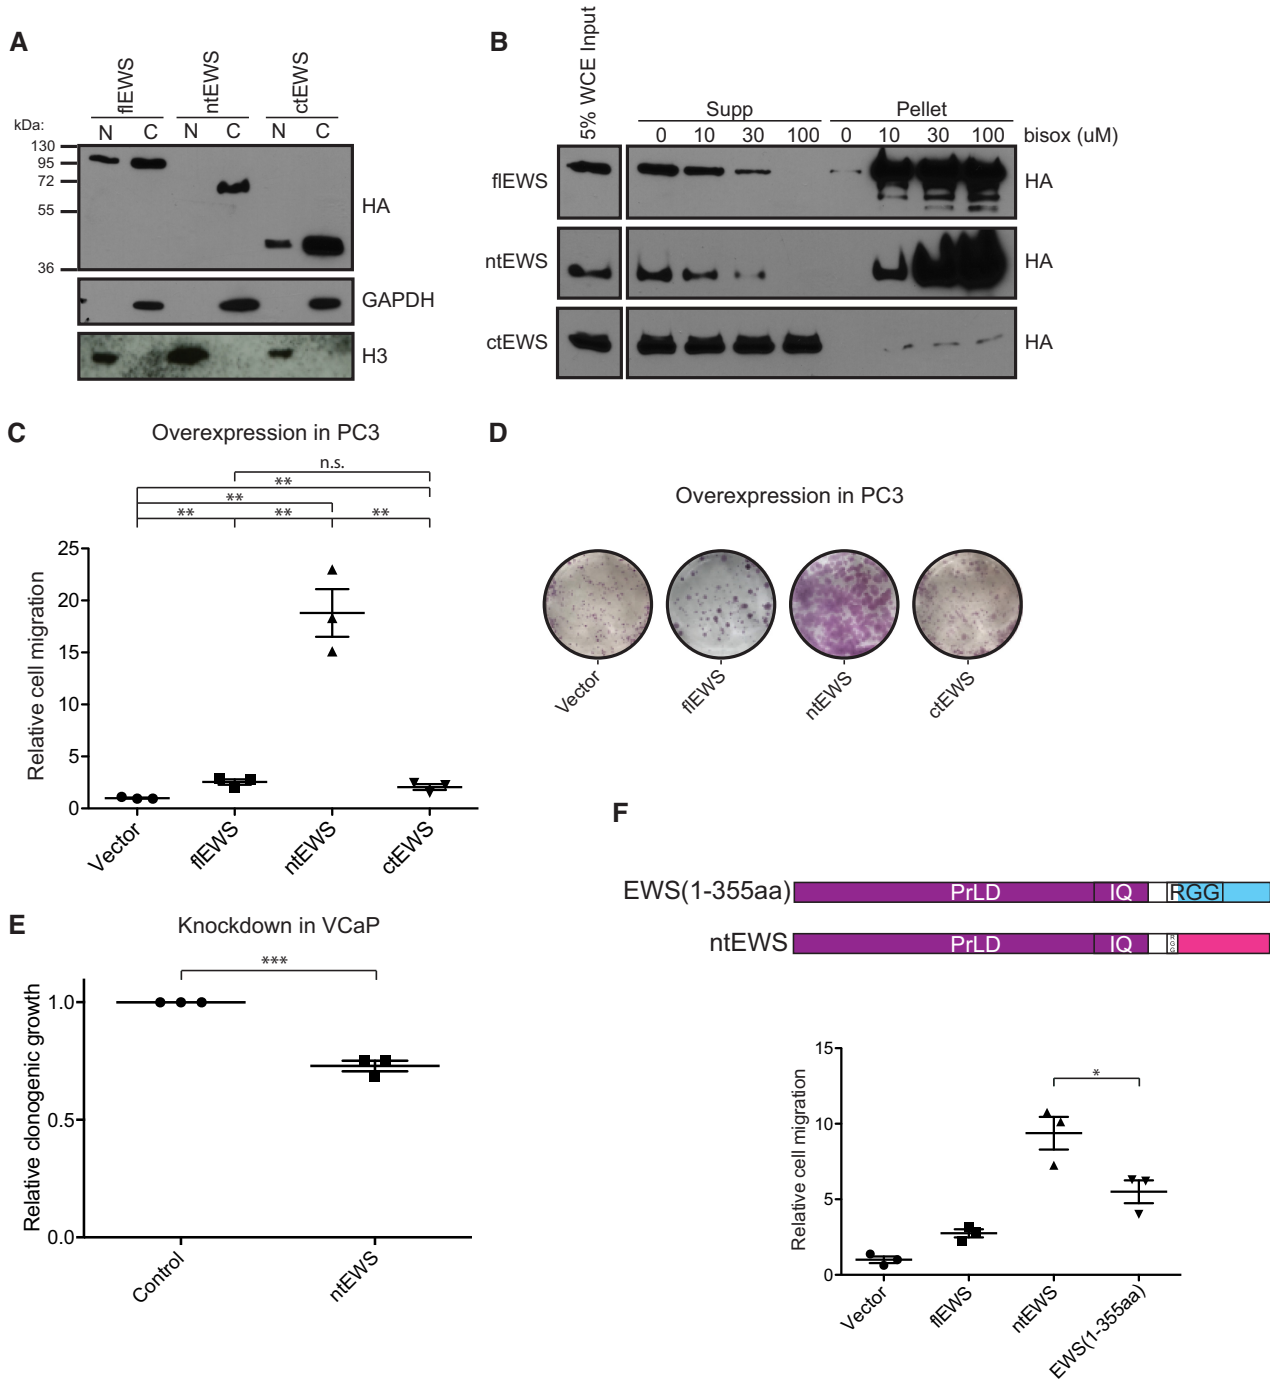 A
flEWS ntEWS ctEWS
kDa: N C N C N C
130
95
72
55
36
HA
GAPDH
H3
B
5% WCE Input
Supp Pellet
0 10 30 100 0 10 30 100 bisox (uM)
flEWS HA
ntEWS HA
ctEWS HA
C
Overexpression in PC3
n.s.
**
**
** ** **
Relative cell migration
25
20
15
10
5
0
Vector flEWS ntEWS ctEWS
D
Overexpression in PC3
Vector flEWS ntEWS ctEWS
E
Knockdown in VCaP
***
Relative clonogenic growth
1.0
0.5
0.0
Control ntEWS
F
EWS(1-355aa) PrLD IQ RGG
ntEWS PrLD IQ RGG
Relative cell migration
15
10
5
0
*
Vector flEWS ntEWS EWS(1-355aa)